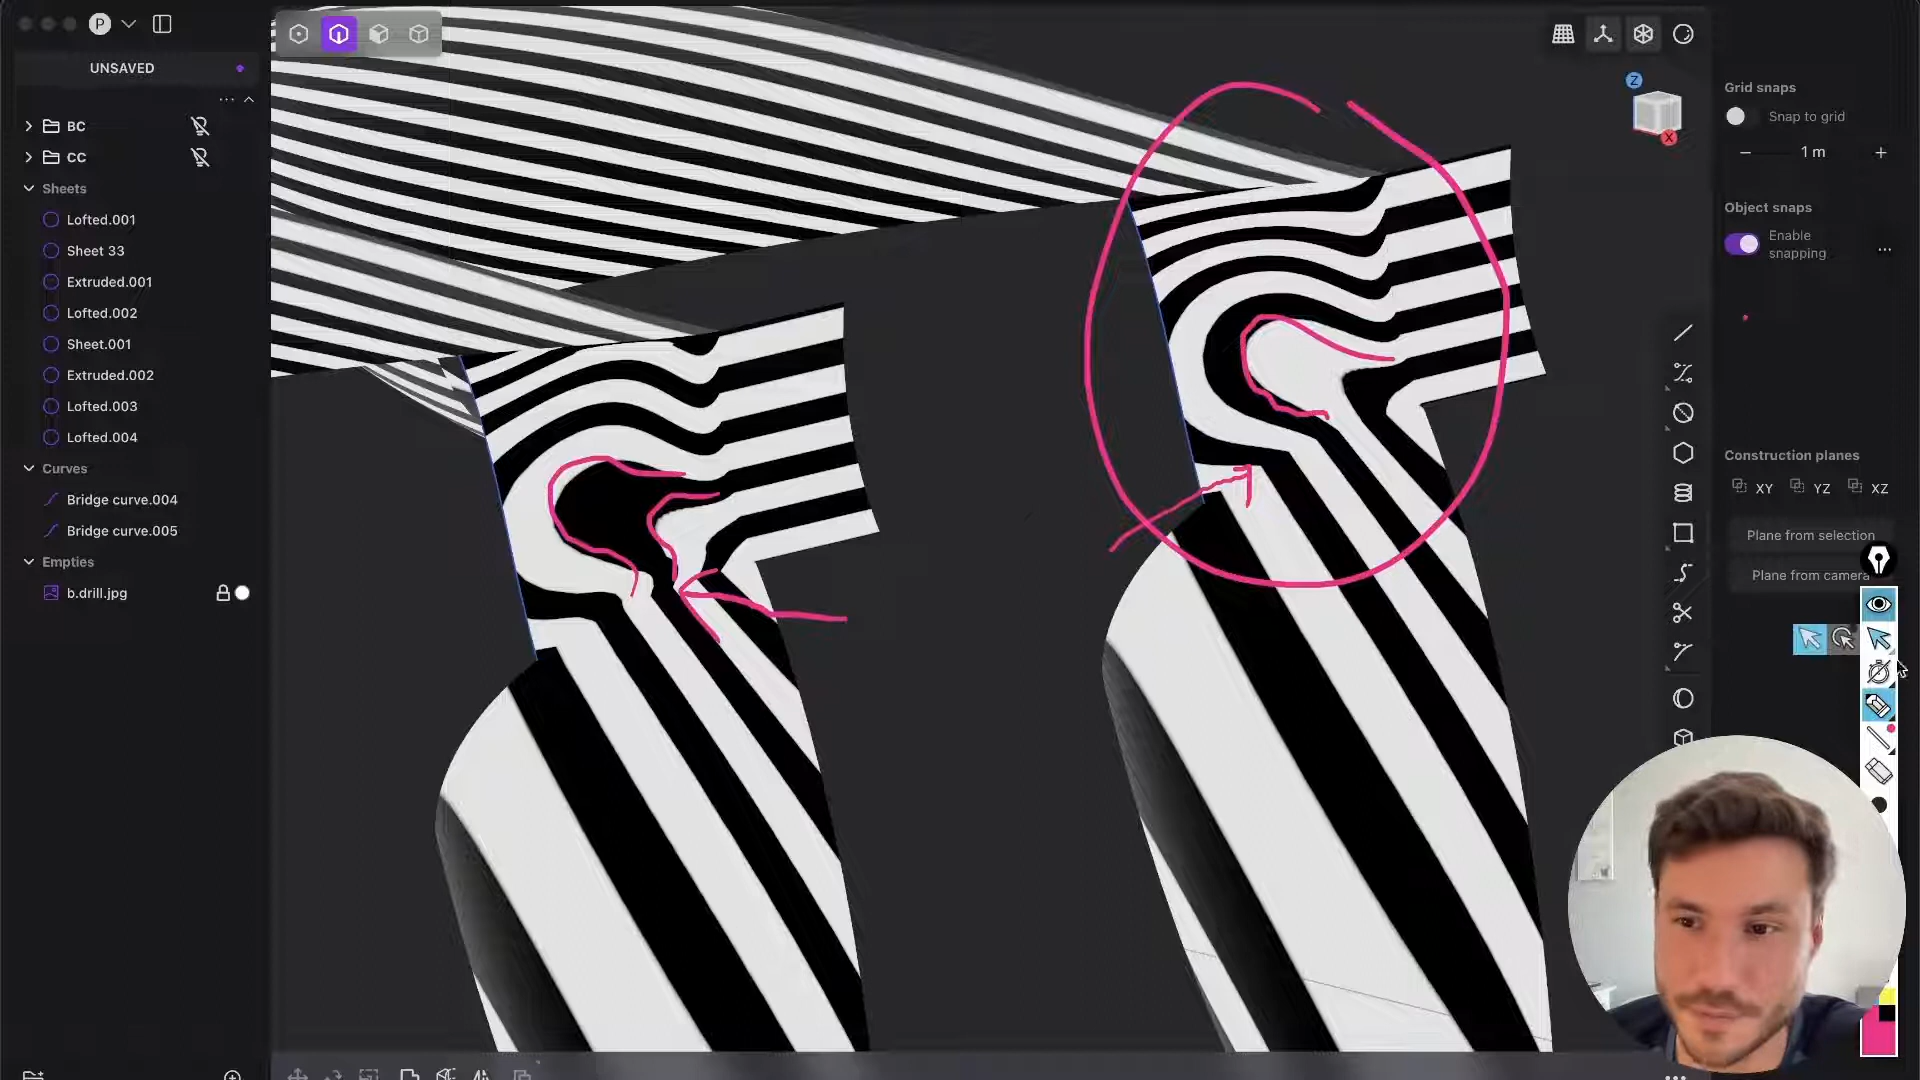 P
UNSAVED
BC
CC
Sheets
Lofted.001
Sheet 33
Extruded.001
Lofted.002
Sheet.001
Extruded.002
Lofted.003
Lofted.004
Curves
Bridge curve.004
Bridge curve.005
Empties
b.drill.jpg
Z
X
Grid snaps
Snap to grid
1 m
Object snaps
Enable
snapping
Construction planes
XY YZ XZ
Plane from selection
Plane from camera